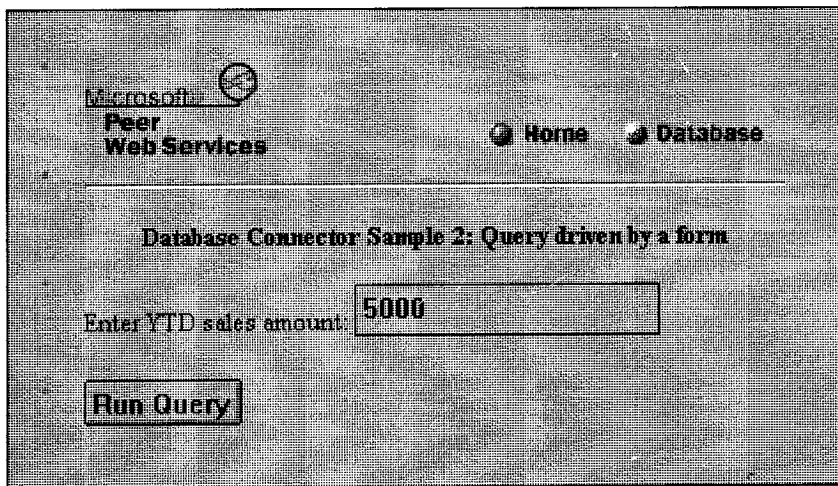 Microsoft
Peer
Web Services
Home Database
Database Connector Sample 2: Query driven by a form
Enter YTD sales amount: 5000
Run Query